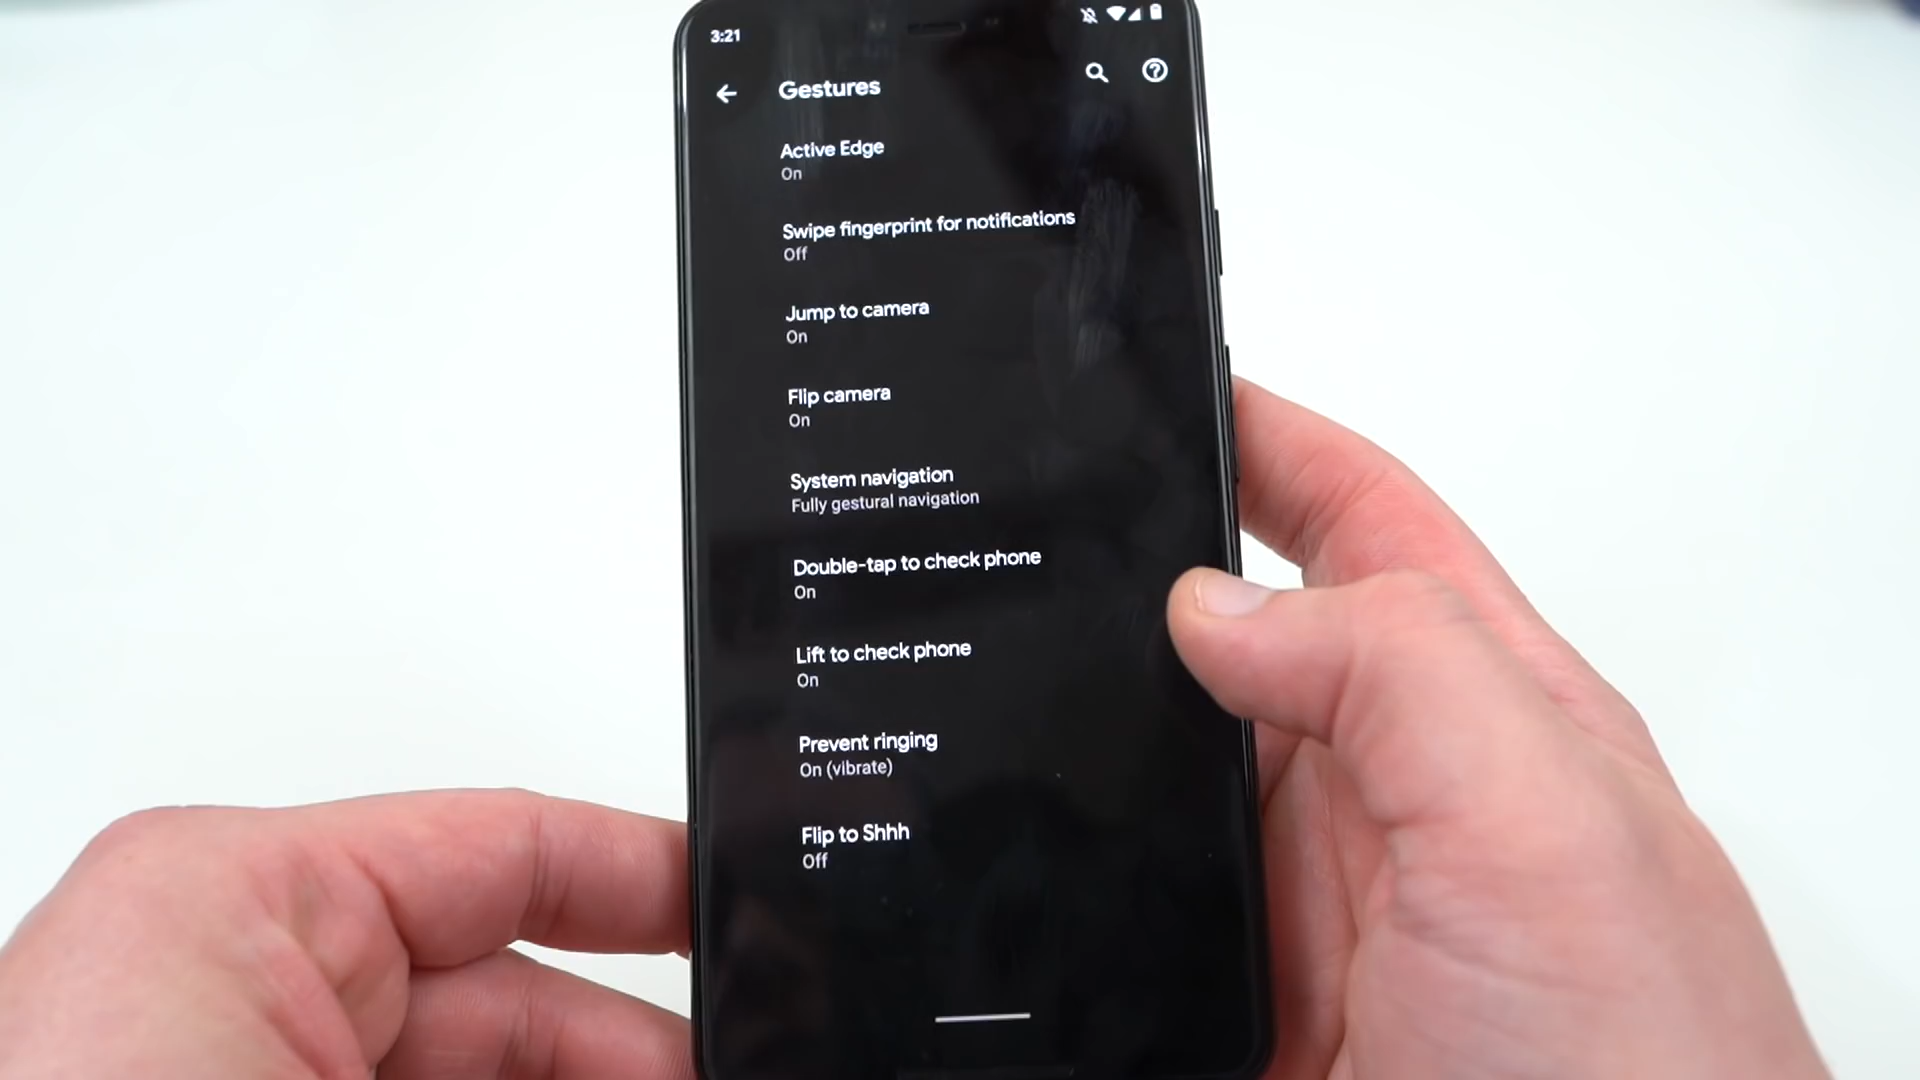 3:21
Gestures
Active Edge
On
Swipe fingerprint for notifications
Off
Jump to camera
On
Flip camera
On
System navigation
Fully gestural navigation
Double-tap to check phone
On
Lift to check phone
On
Prevent ringing
On (vibrate)
Flip to Shhh
Off